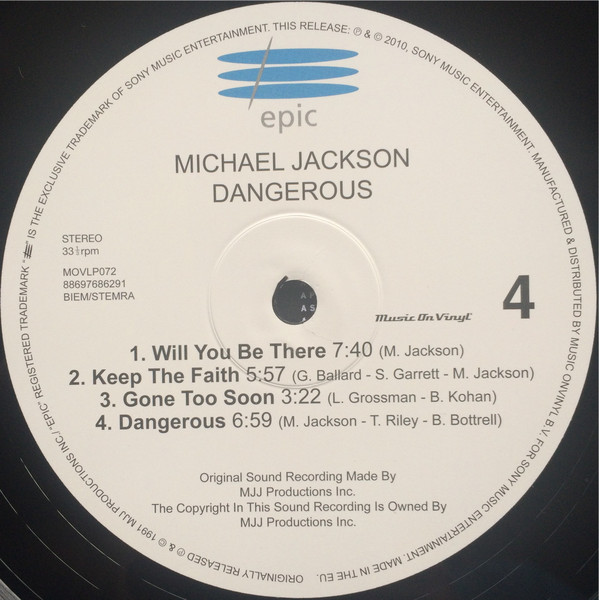 "E" IS THE EXCLUSIVE TRADEMARK OF SONY MUSIC ENTERTAINMENT. THIS RELEASE: ℗ & © 2010, SONY MUSIC ENTERTAINMENT. MANUFACTURED & DISTRIBUTED BY MUSIC ONVINYL B.V. FOR SONY MUSIC ENTERTAINMENT. MADE IN THE EU.
epic
MICHAEL JACKSON
DANGEROUS
STEREO
33⅓rpm
MOVLP072
88697686291
BIEM/STEMRA
4
Music On Vinyl
1. Will You Be There 7:40 (M. Jackson)
2. Keep The Faith 5:57 (G. Ballard - S. Garrett - M. Jackson)
3. Gone Too Soon 3:22 (L. Grossman - B. Kohan)
4. Dangerous 6:59 (M. Jackson - T. Riley - B. Bottrell)
Original Sound Recording Made By
MJJ Productions Inc.
The Copyright In This Sound Recording Is Owned By
MJJ Productions Inc.
ORIGINALLY RELEASED ℗ & © 1991 MJJ PRODUCTIONS INC./"EPIC" REGISTERED TRADEMARK